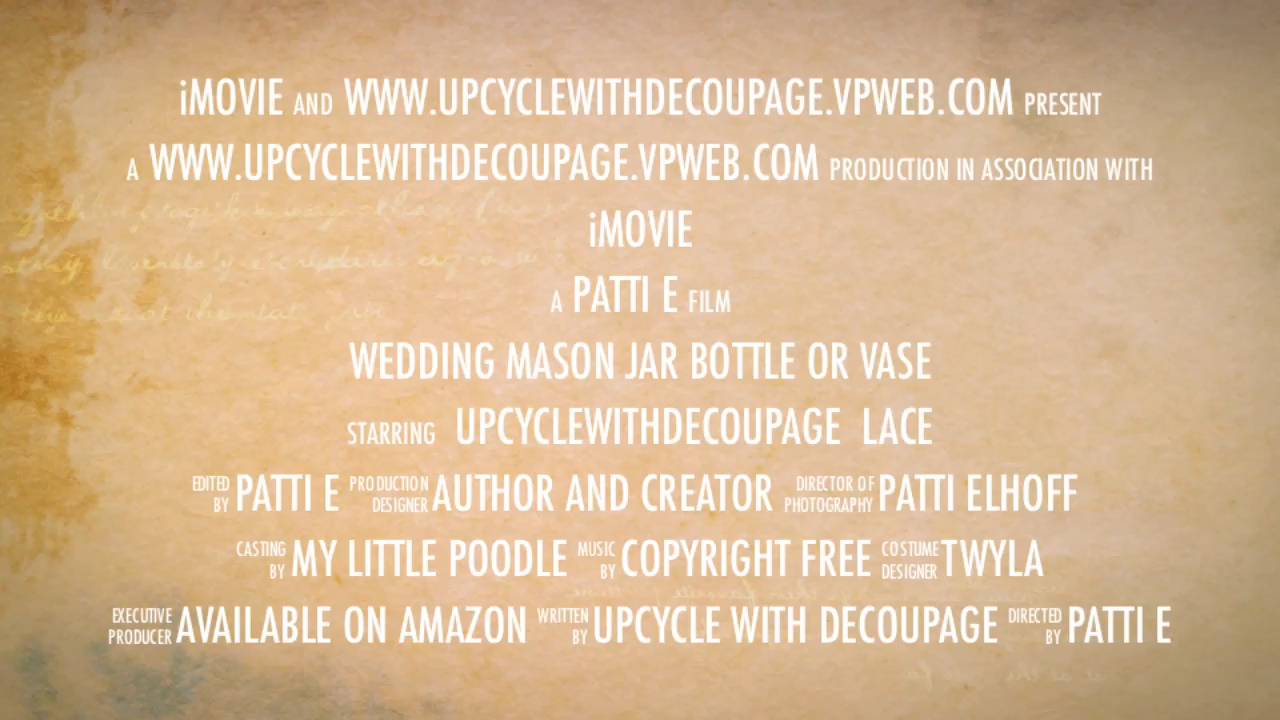 iMOVIE AND WWW.UPCYCLEWITHDECOUPAGE.VPWEB.COM PRESENT
A WWW.UPCYCLEWITHDECOUPAGE.VPWEB.COM PRODUCTION IN ASSOCIATION WITH
iMOVIE
A PATTI E FILM
WEDDING MASON JAR BOTTLE OR VASE
STARRING UPCYCLEWITHDECOUPAGE LACE
EDITED BY PATTI E PRODUCTION DESIGNER AUTHOR AND CREATOR DIRECTOR OF PHOTOGRAPHY PATTI ELHOFF
CASTING BY MY LITTLE POODLE MUSIC BY COPYRIGHT FREE COSTUME DESIGNER TWYLA
EXECUTIVE PRODUCER AVAILABLE ON AMAZON WRITTEN BY UPCYCLE WITH DECOUPAGE DIRECTED BY PATTI E